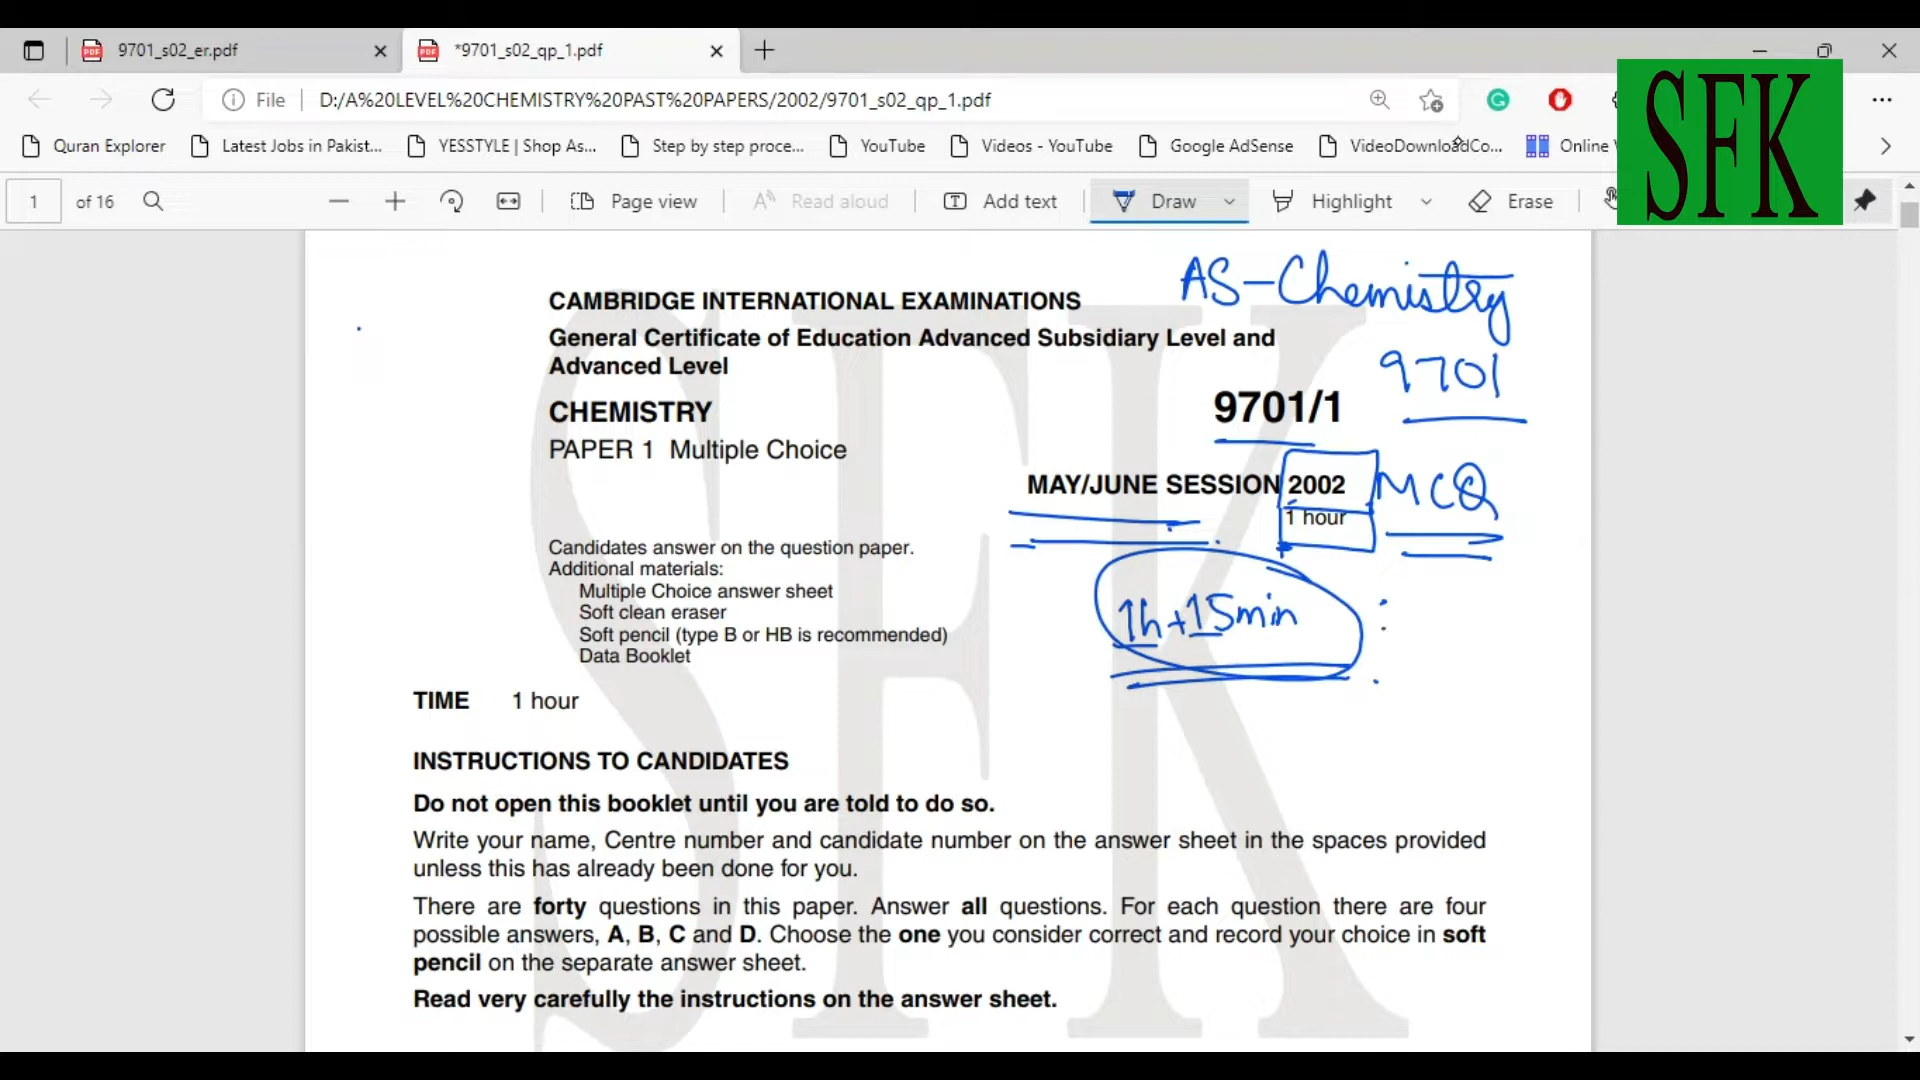 9701_s02_er.pdf
*9701_s02_qp_1.pdf
File
D:/A%20LEVEL%20CHEMISTRY%20PAST%20PAPERS/2002/9701_s02_qp_1.pdf
Quran Explorer
Latest Jobs in Pakist...
YESSTYLE | Shop As...
Step by step proce...
YouTube
Videos - YouTube
Google AdSense
VideoDownloadCo...
Online
SFK
1 of 16
Page view
Read aloud
Add text
Draw
Highlight
Erase
AS-Chemistry
CAMBRIDGE INTERNATIONAL EXAMINATIONS
General Certificate of Education Advanced Subsidiary Level and
Advanced Level
9701
CHEMISTRY
9701/1
PAPER 1 Multiple Choice
MAY/JUNE SESSION 2002
MCQ
1 hour
Candidates answer on the question paper.
Additional materials:
Multiple Choice answer sheet
Soft clean eraser
Soft pencil (type B or HB is recommended)
Data Booklet
1h+15min
TIME 1 hour
INSTRUCTIONS TO CANDIDATES
Do not open this booklet until you are told to do so.
Write your name, Centre number and candidate number on the answer sheet in the spaces provided
unless this has already been done for you.
There are forty questions in this paper. Answer all questions. For each question there are four
possible answers, A, B, C and D. Choose the one you consider correct and record your choice in soft
pencil on the separate answer sheet.
Read very carefully the instructions on the answer sheet.
SFK